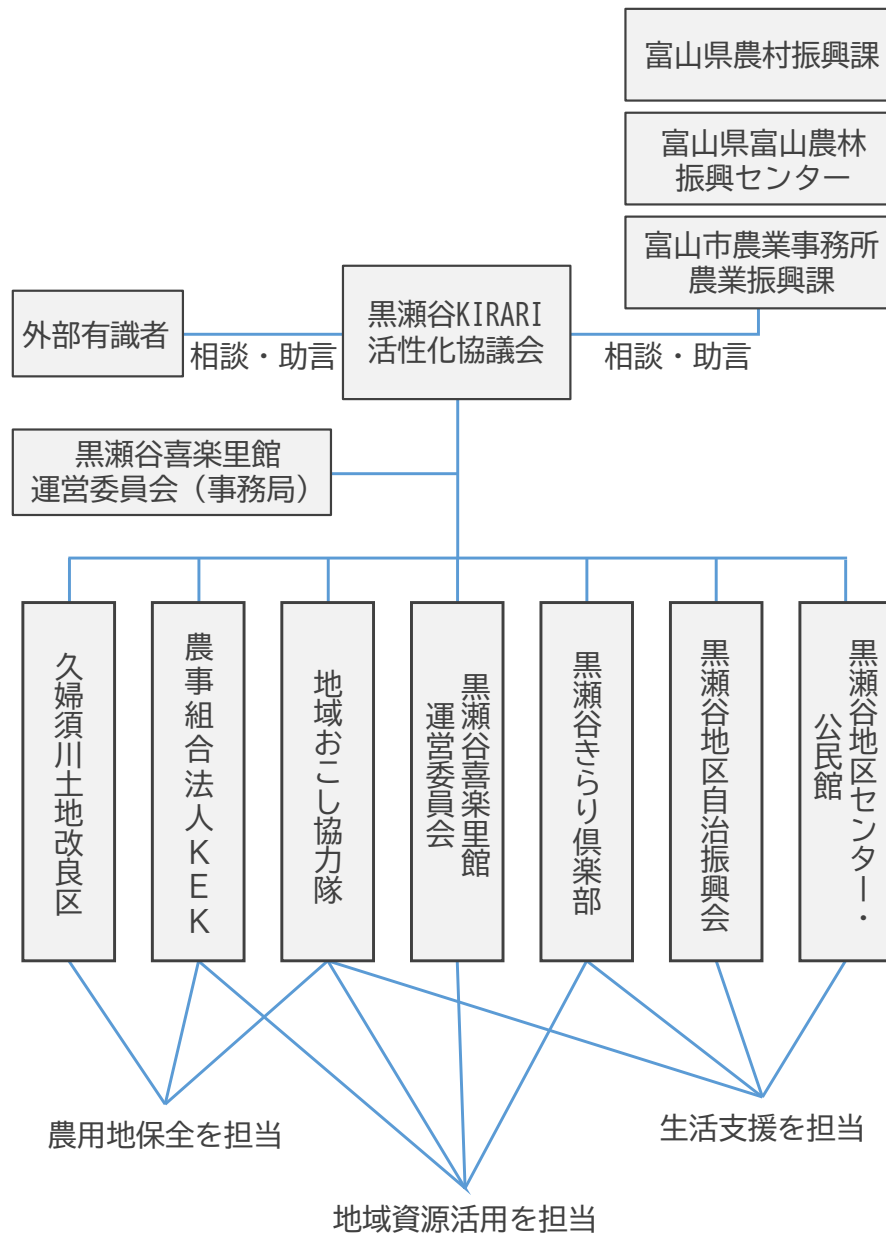 富山県農村振興課
富山県富山農林
振興センター
富山市農業事務所
農業振興課
黒瀬谷KIRARI
活性化協議会
外部有識者
相談・助言
相談・助言
黒瀬谷喜楽里館
運営委員会（事務局）
久婦須川土地改良区
農事組合法人KEK
地域おこし協力隊
黒瀬谷喜楽里館
運営委員会
黒瀬谷きらり倶楽部
黒瀬谷地区自治振興会
黒瀬谷地区センター・
公民館
農用地保全を担当
生活支援を担当
地域資源活用を担当